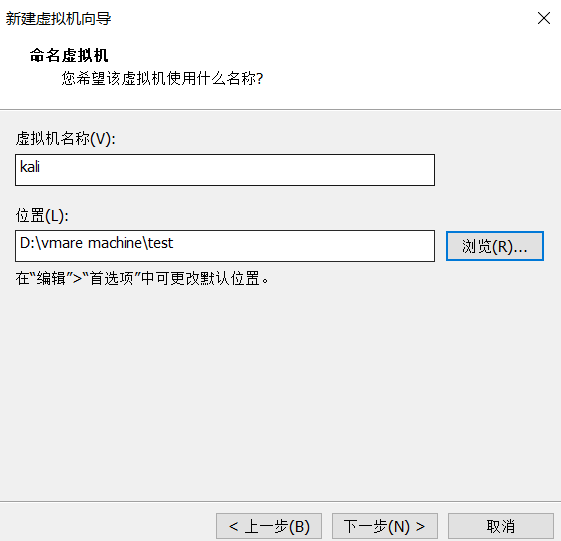 新建虚拟机向导
命名虚拟机
您希望该虚拟机使用什么名称?
虚拟机名称(V):
kali
位置(L):
D:\vmare machine\test
浏览(R)...
在“编辑”>“首选项”中可更改默认位置。
< 上一步(B) 下一步(N) > 取消